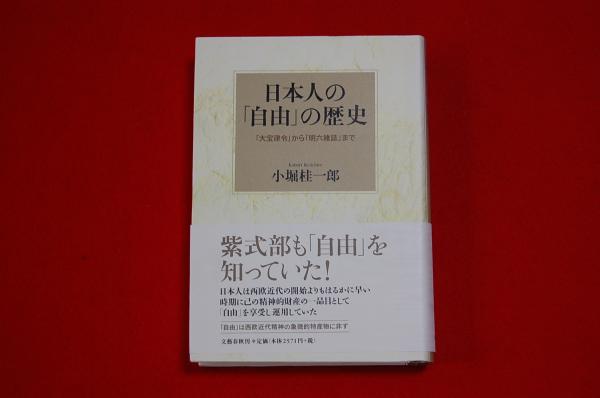 日本人の
「自由」の歴史
「大宝律令」から「明六雑誌」まで
Kobori Keiichiro
小堀桂一郎
紫式部も「自由」を
知っていた!
日本人は西欧近代の開始よりもはるかに早い
時期に己の精神的財産の一品目として
「自由」を享受し運用していた
「自由」は西欧近代精神の象徴的特産物に非ず
文藝春秋刊●定価(本体2571円+税)